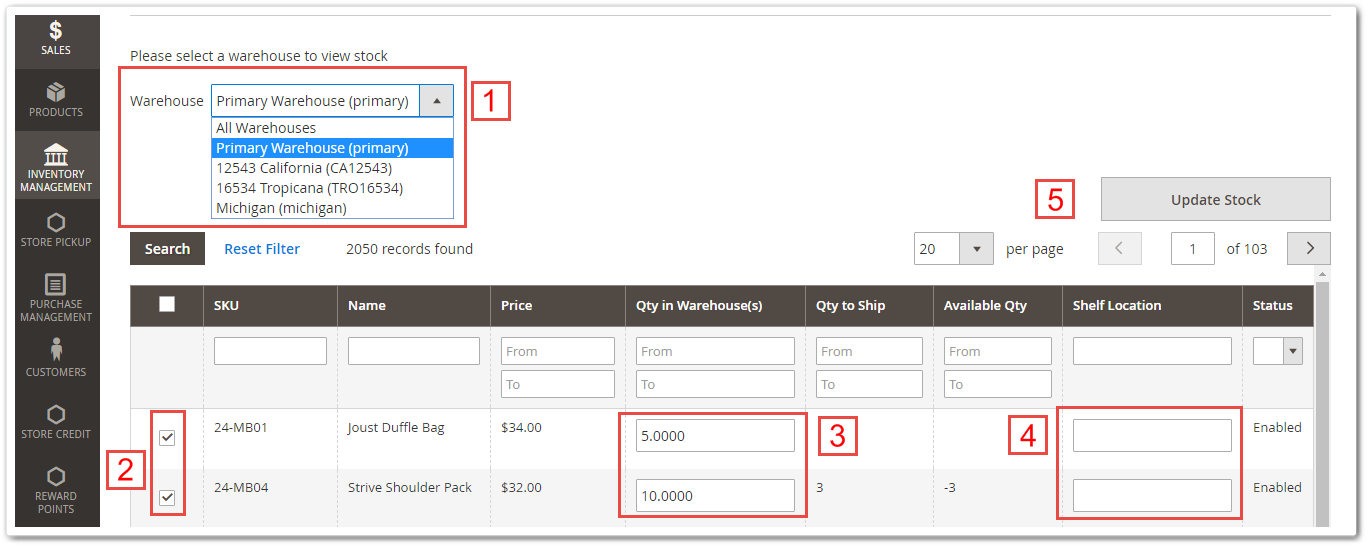 $
SALES
PRODUCTS
INVENTORY
MANAGEMENT
STORE PICKUP
PURCHASE
MANAGEMENT
CUSTOMERS
STORE CREDIT
REWARD
POINTS
Please select a warehouse to view stock
Warehouse Primary Warehouse (primary) 1
All Warehouses
Primary Warehouse (primary)
12543 California (CA12543)
16534 Tropicana (TRO16534)
Michigan (michigan)
5 Update Stock
Search Reset Filter 2050 records found 20 per page 1 of 103
SKU Name Price Qty in Warehouse(s) Qty to Ship Available Qty Shelf Location Status
From From From From
To To To To
24-MB01 Joust Duffle Bag $34.00 5.0000 3 4 Enabled
2
24-MB04 Strive Shoulder Pack $32.00 10.0000 3 -3 Enabled